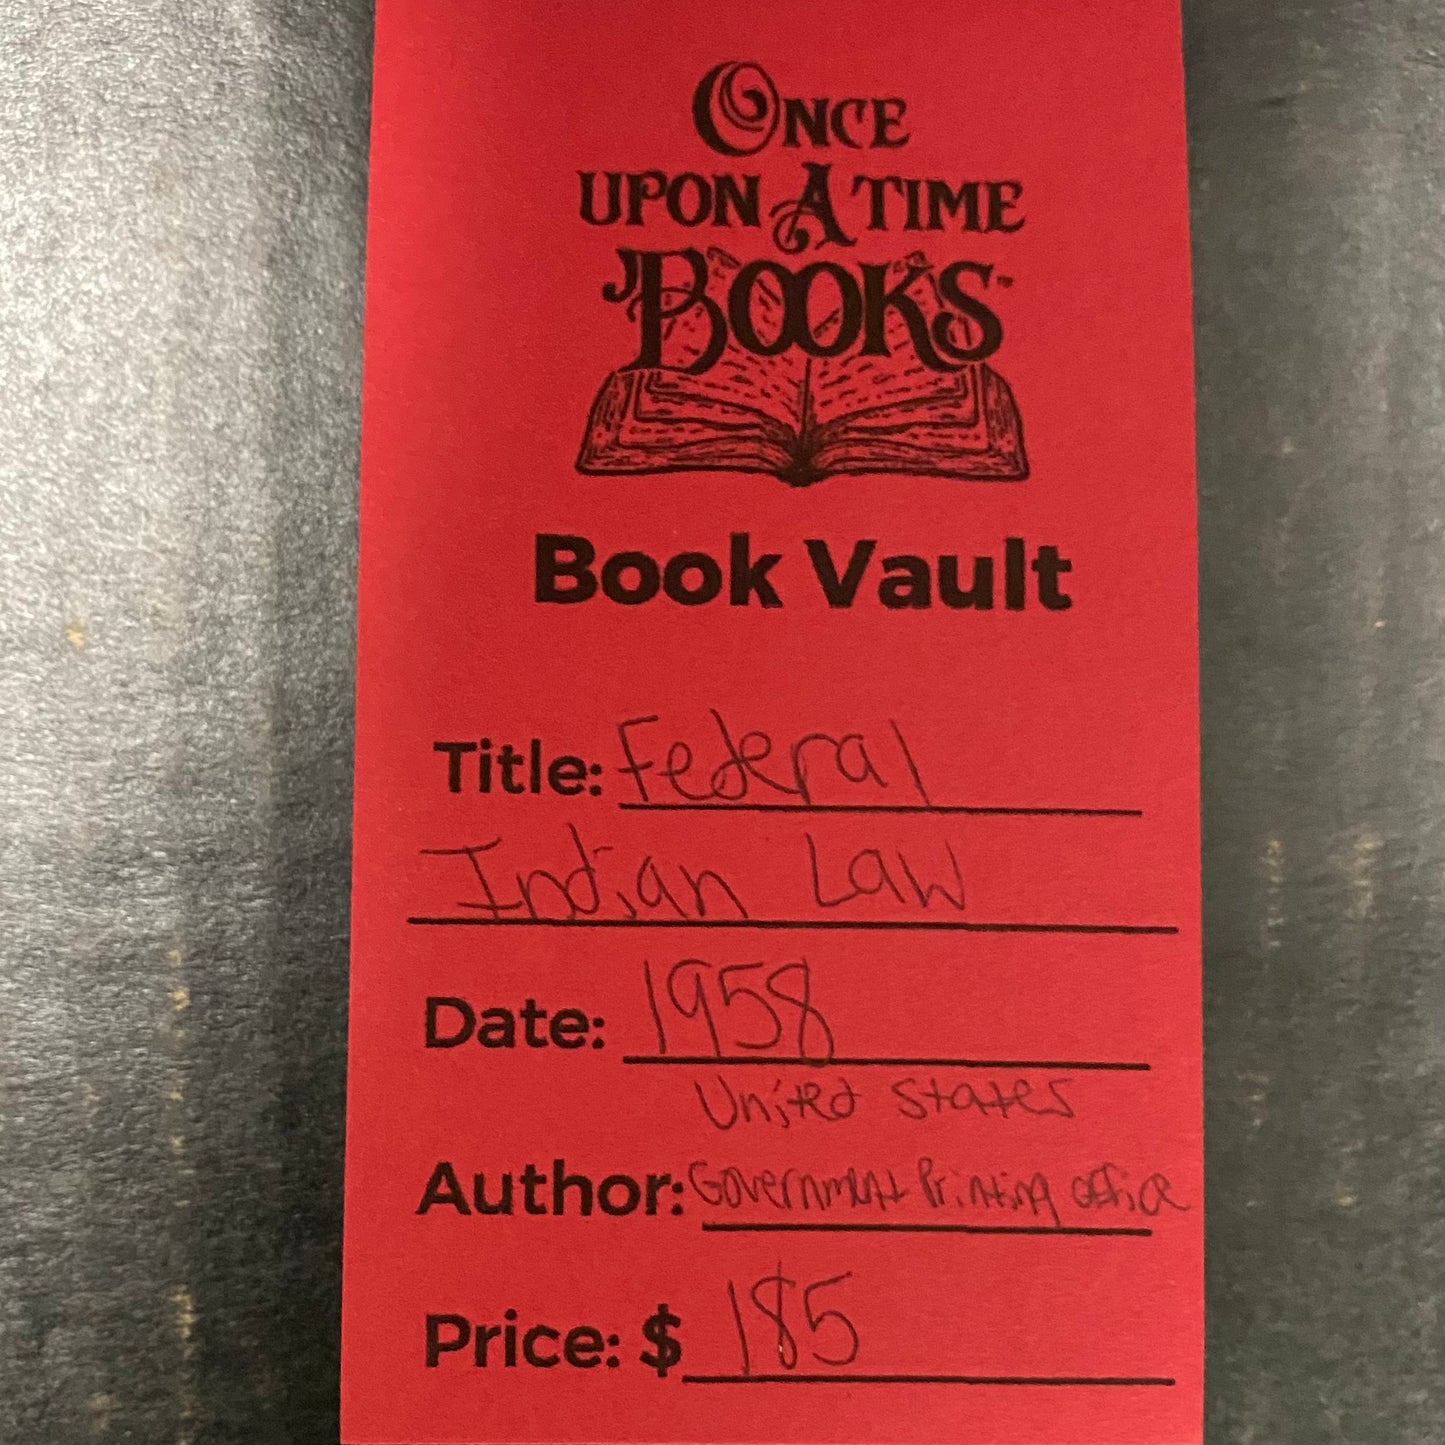 ONCE
UPON A TIME
BOOKS™
Book Vault
Title: Federal
Indian Law
Date: 1958
United States
Author: Government Printing Office
Price: $ 185